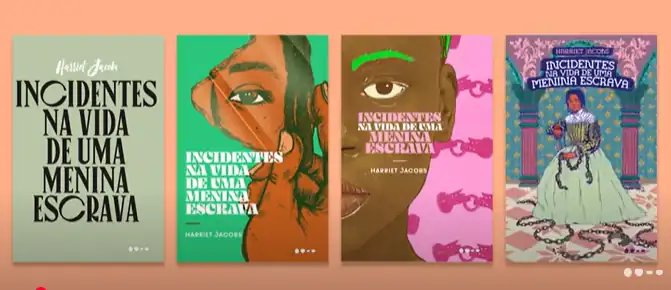 Harriet Jacobs
INCIDENTES
NA VIDA
DE UMA
MENINA
ESCRAVA
INCIDENTES
NA VIDA
DE UMA
MENINA
ESCRAVA
HARRIET JACOBS
INCIDENTES
NA VIDA DE UMA
MENINA
ESCRAVA
HARRIET JACOBS
HARRIET JACOBS
INCIDENTES
NA VIDA DE UMA
MENINA ESCRAVA